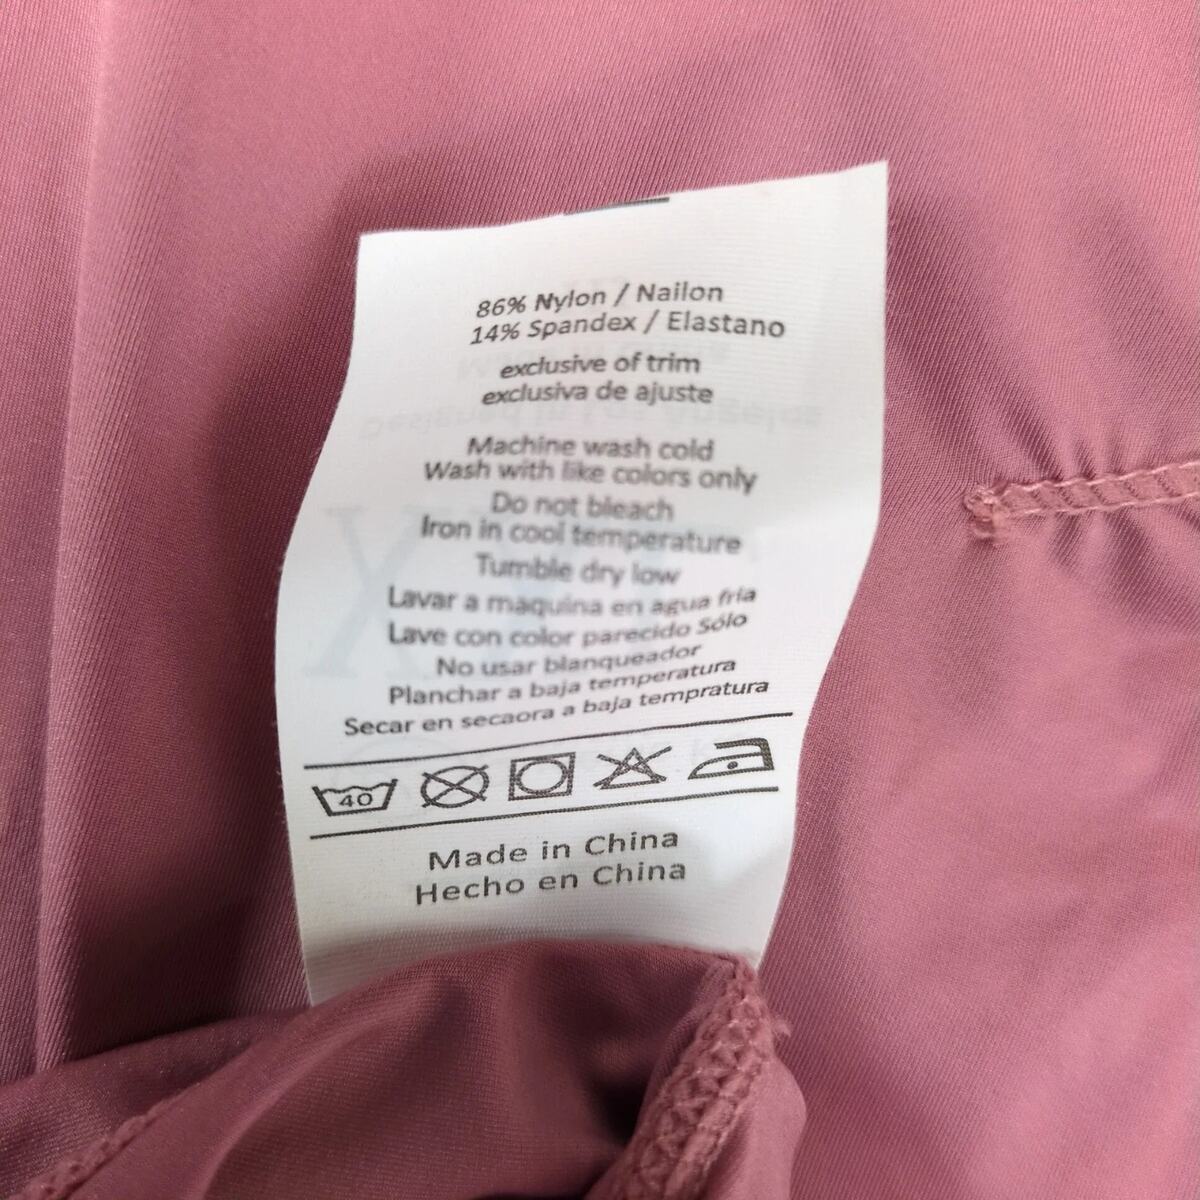 86% Nylon / Nailon
14% Spandex / Elastano
exclusive of trim
exclusiva de ajuste
Machine wash cold
Wash with like colors only
Do not bleach
Iron in cool temperature
Tumble dry low
Lavar a maquina en agua fria
Lave con color parecido Sólo
No usar blanqueador
Planchar a baja temperatura
Secar en secaora a baja tempratura
40
Made in China
Hecho en China